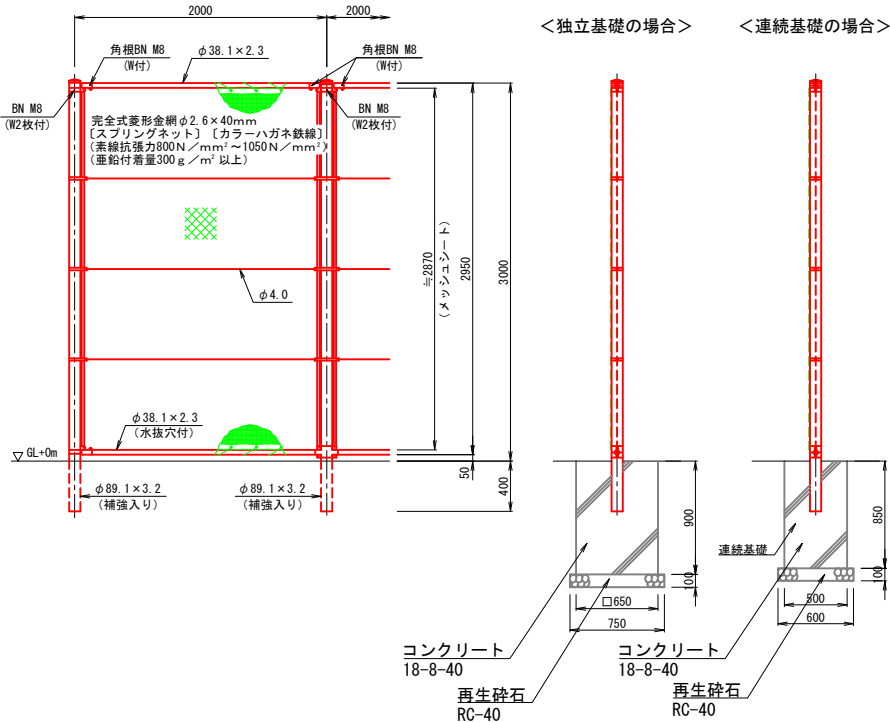 2000
2000
<独立基礎の場合>
<連続基礎の場合>
角根BN M8
(W付)
φ38.1×2.3
角根BN M8
(W付)
BN M8
(W2枚付)
BN M8
(W2枚付)
完全式菱形金網φ2.6×40mm
〔スプリングネット〕〔カラーハガネ鉄線〕
(素線抗張力800N/mm²~1050N/mm²)
(亜鉛付着量300g/m²以上)
≒2870
(メッシュシート)
2950
3000
φ4.0
φ38.1×2.3
(水抜穴付)
▽ GL+0m
50
400
φ89.1×3.2
(補強入り)
φ89.1×3.2
(補強入り)
900
100
□650
750
コンクリート
18-8-40
再生砕石
RC-40
連続基礎
850
100
500
600
コンクリート
18-8-40
再生砕石
RC-40